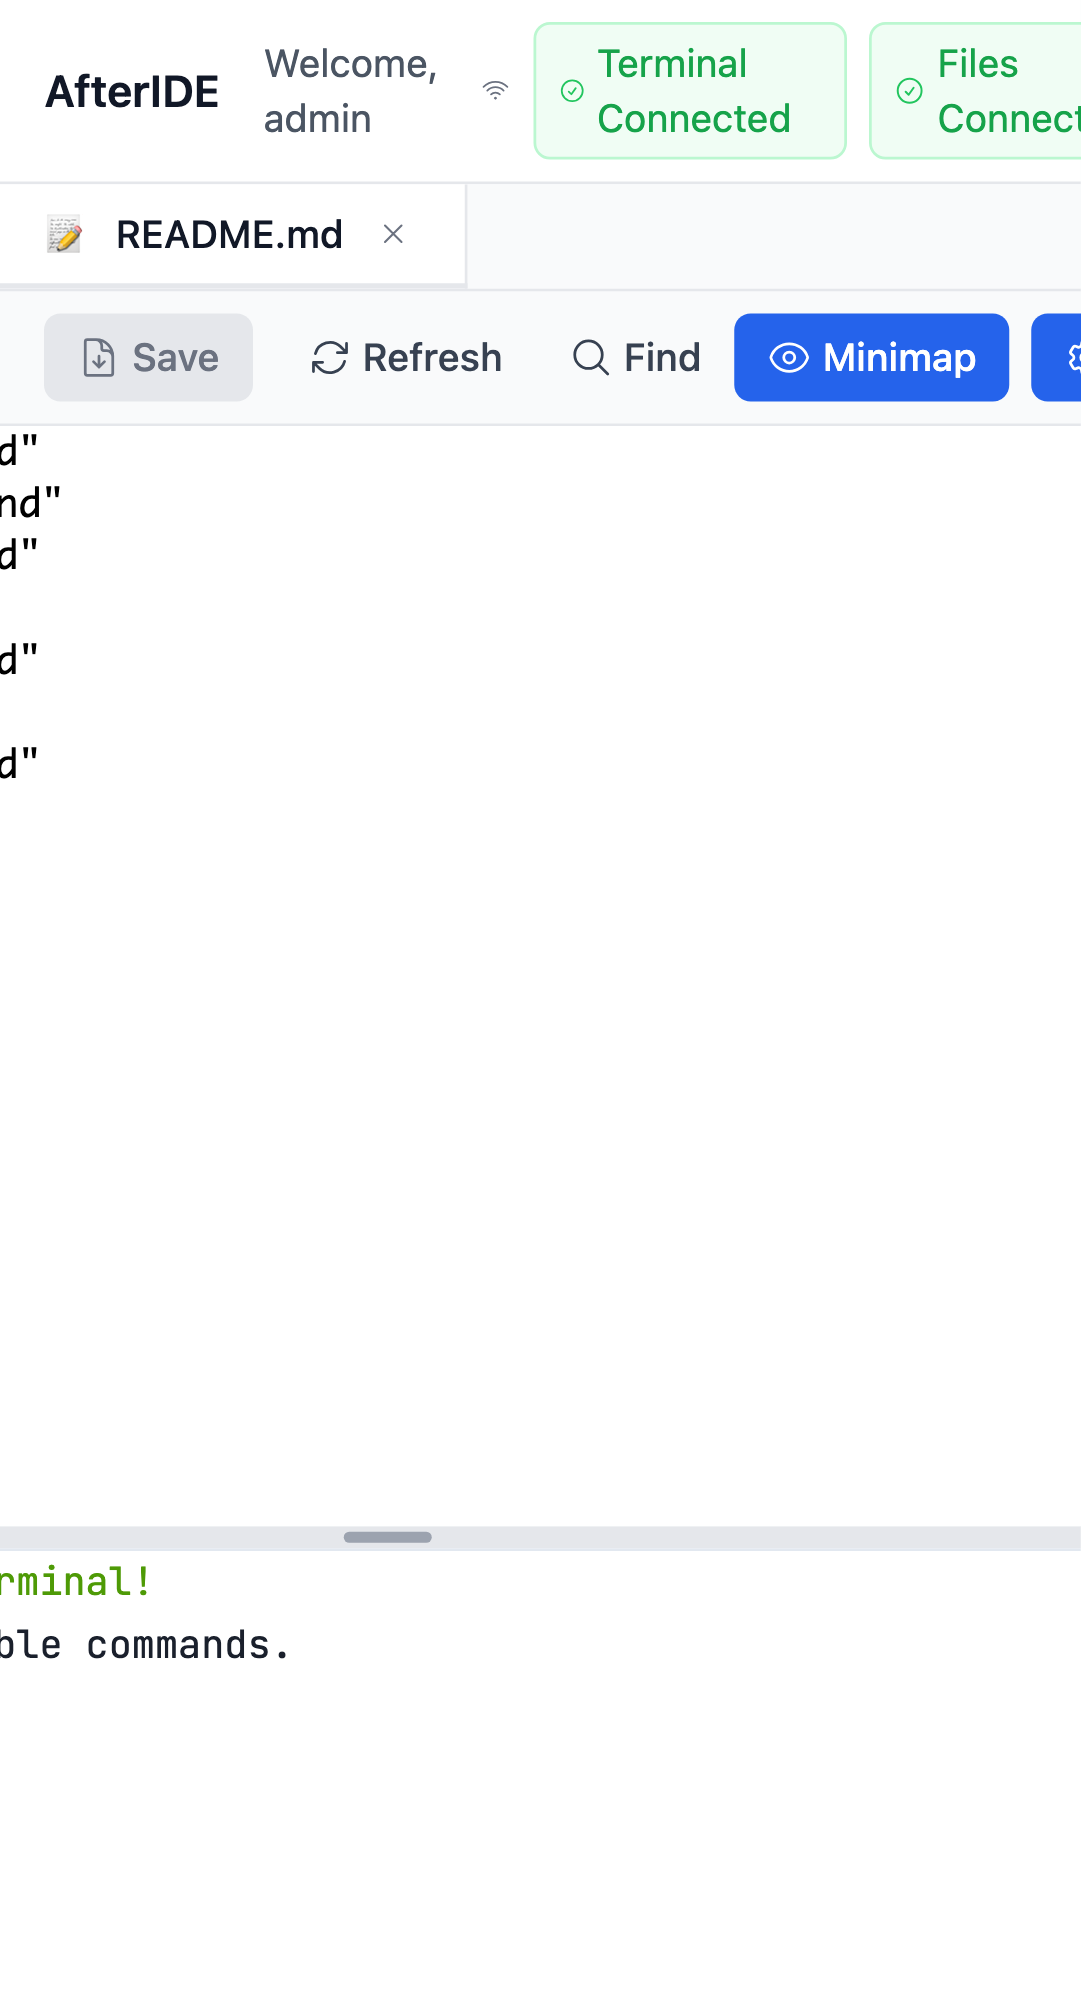 AfterIDE
Welcome,
admin
Terminal
Connected
Files
Connect
README.md
Save
Refresh
Find
Minimap
d"
nd"
d"
d"
d"
rminal!
ble commands.